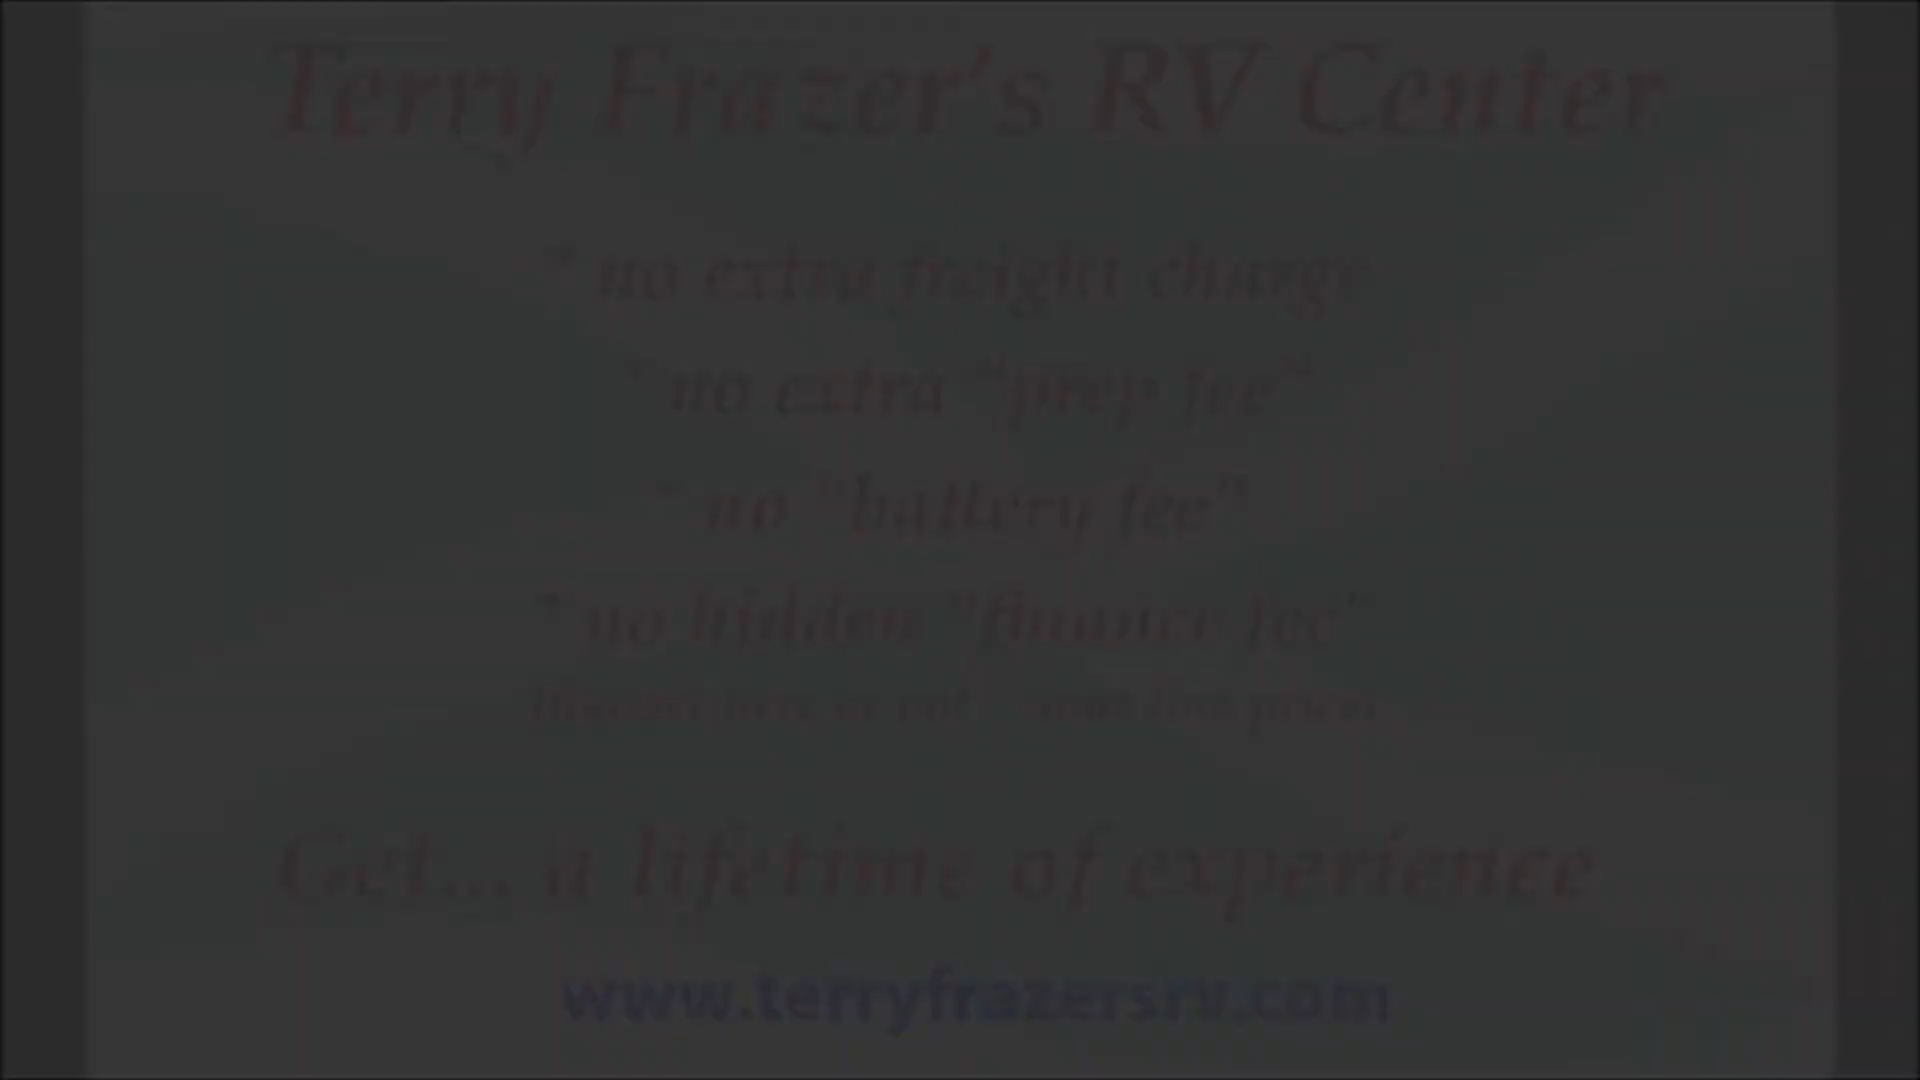 Terry Frazer's RV Center
* no extra freight charge
* no extra "prep fee"
* no "battery fee"
* no hidden "finance fee"
Get... a lifetime of experience
www.terryfrazersrv.com